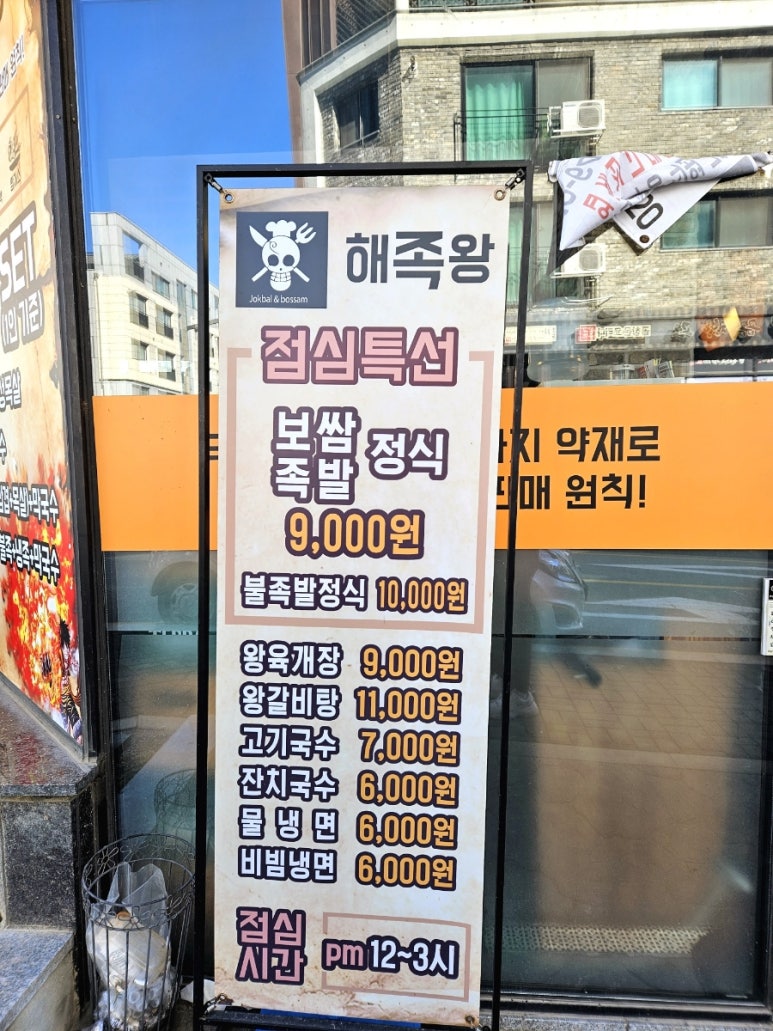 해족왕
Jokbal & bossam
점심특선
보쌈
족발
정식
9,000원
불족발정식 10,000원
왕육개장 9,000원
왕갈비탕 11,000원
고기국수 7,000원
잔치국수 6,000원
물냉면 6,000원
비빔냉면 6,000원
점심
시간
pm 12~3시
약재로
원칙!
SET
(1인 기준)